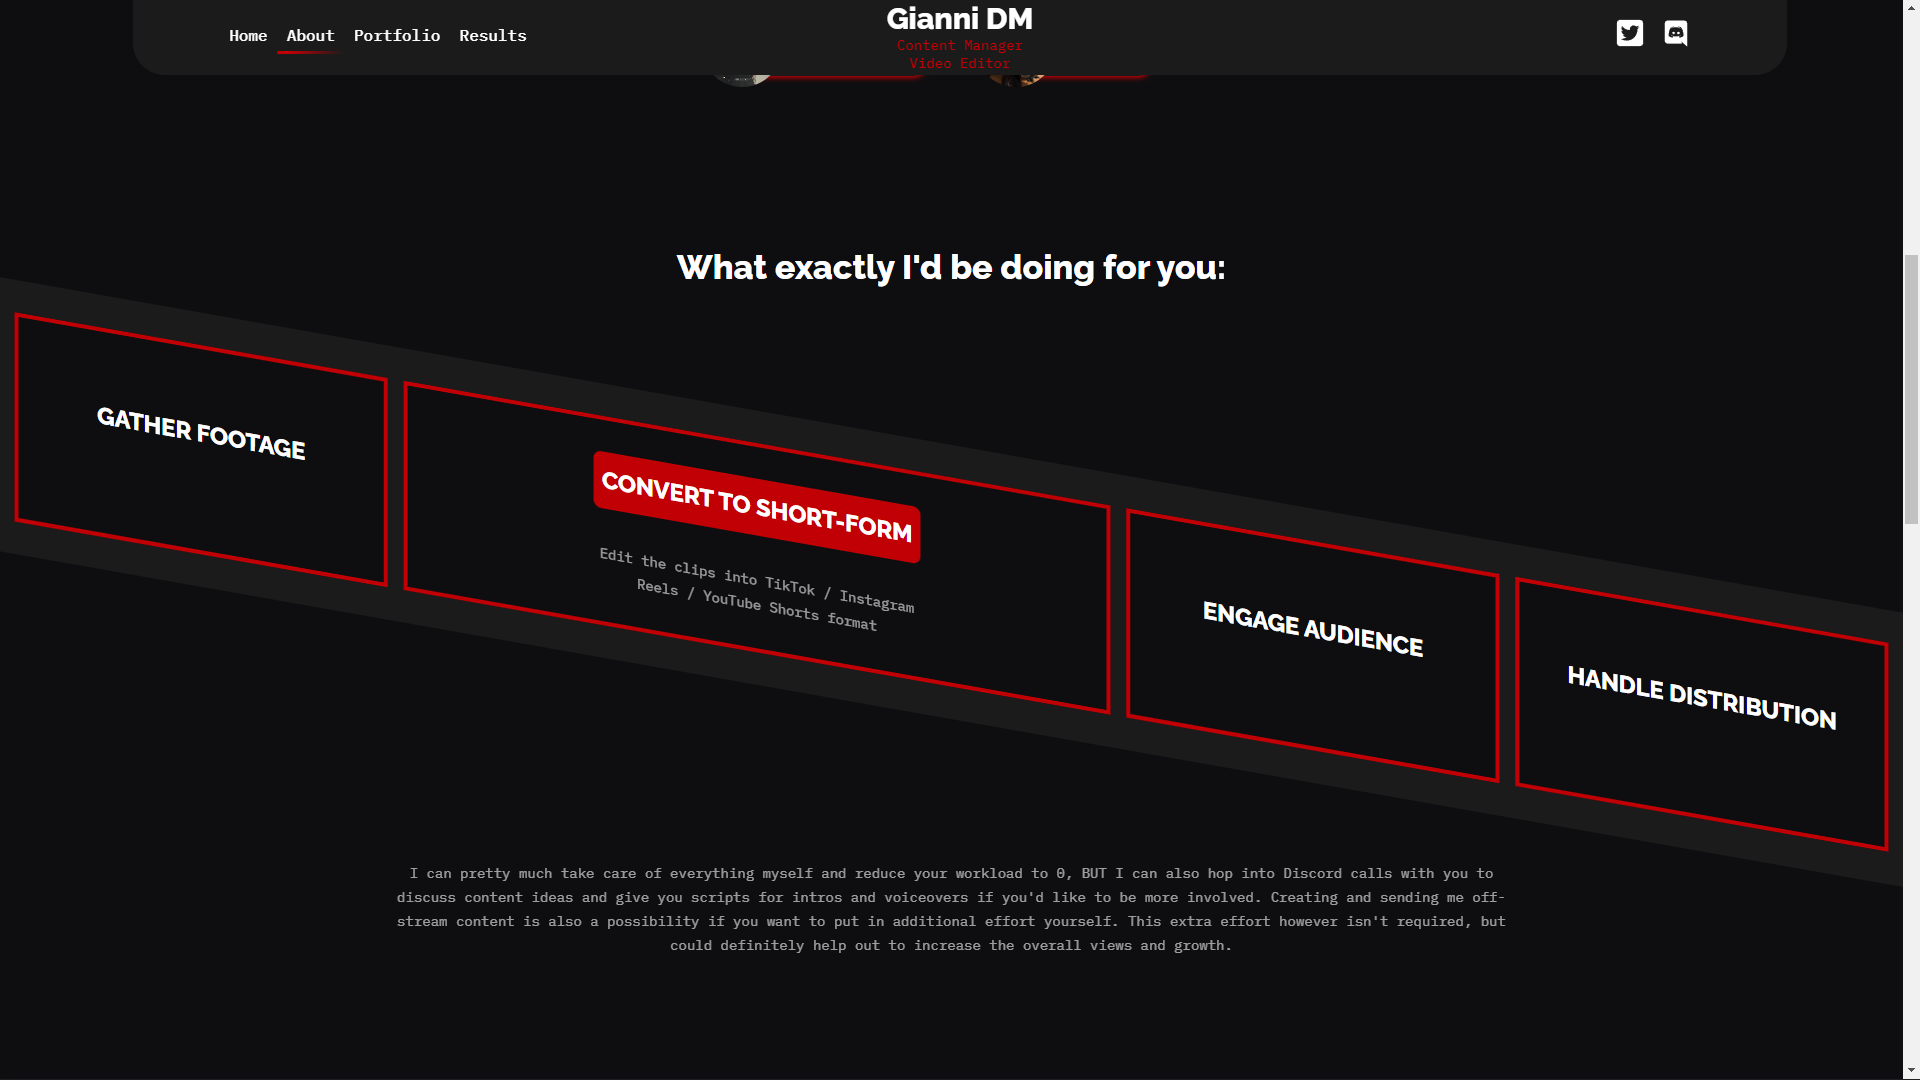 Home About Portfolio Results
Gianni DM
Content Manager
Video Editor
What exactly I'd be doing for you:
GATHER FOOTAGE
CONVERT TO SHORT-FORM
Edit the clips into TikTok / Instagram
Reels / YouTube Shorts format
ENGAGE AUDIENCE
HANDLE DISTRIBUTION
I can pretty much take care of everything myself and reduce your workload to 0, BUT I can also hop into Discord calls with you to
discuss content ideas and give you scripts for intros and voiceovers if you'd like to be more involved. Creating and sending me off-
stream content is also a possibility if you want to put in additional effort yourself. This extra effort however isn't required, but
could definitely help out to increase the overall views and growth.